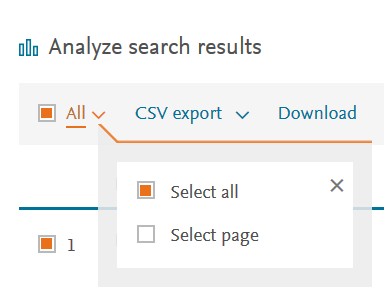 Analyze search results
All CSV export Download
Select all
Select page
1